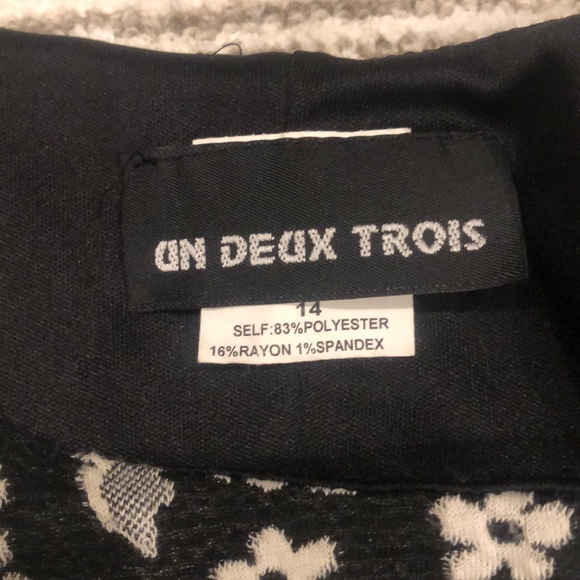 UN DEUX TROIS
14
SELF:83%POLYESTER
16%RAYON 1%SPANDEX